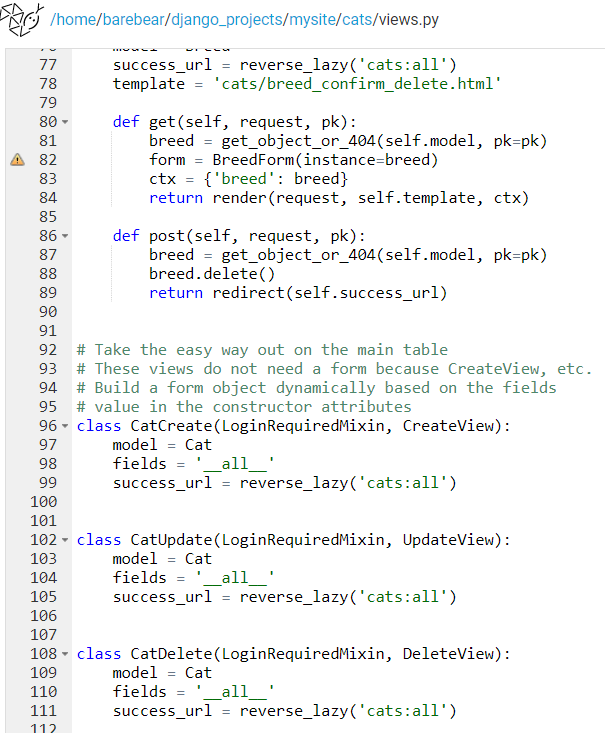 /home/barebear/django_projects/mysite/cats/views.py
76 model = Breed
77 success_url = reverse_lazy('cats:all')
78 template = 'cats/breed_confirm_delete.html'
79
80 def get(self, request, pk):
81 breed = get_object_or_404(self.model, pk=pk)
82 form = BreedForm(instance=breed)
83 ctx = {'breed': breed}
84 return render(request, self.template, ctx)
85
86 def post(self, request, pk):
87 breed = get_object_or_404(self.model, pk=pk)
88 breed.delete()
89 return redirect(self.success_url)
90
91
92 # Take the easy way out on the main table
93 # These views do not need a form because CreateView, etc.
94 # Build a form object dynamically based on the fields
95 # value in the constructor attributes
96 class CatCreate(LoginRequiredMixin, CreateView):
97 model = Cat
98 fields = '__all__'
99 success_url = reverse_lazy('cats:all')
100
101
102 class CatUpdate(LoginRequiredMixin, UpdateView):
103 model = Cat
104 fields = '__all__'
105 success_url = reverse_lazy('cats:all')
106
107
108 class CatDelete(LoginRequiredMixin, DeleteView):
109 model = Cat
110 fields = '__all__'
111 success_url = reverse_lazy('cats:all')
112